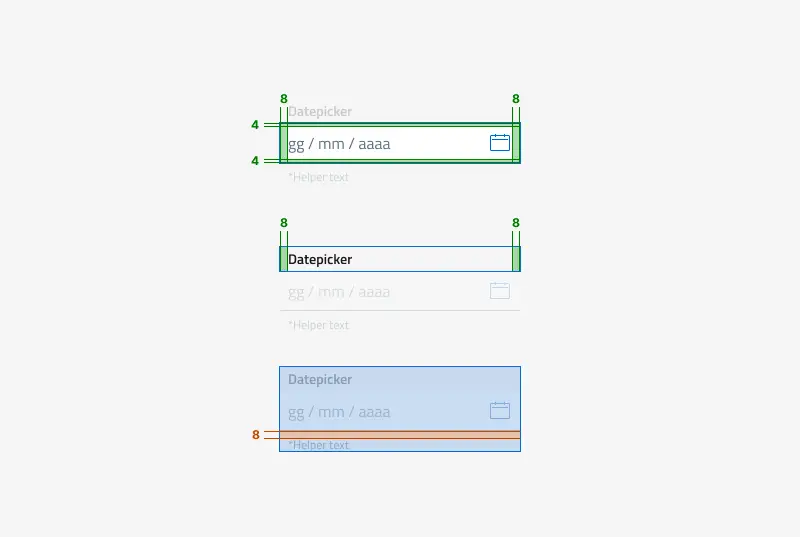 8 8
Datepicker
4
gg / mm / aaaa
4
*Helper text
8 8
Datepicker
gg / mm / aaaa
*Helper text
Datepicker
gg / mm / aaaa
8
*Helper text